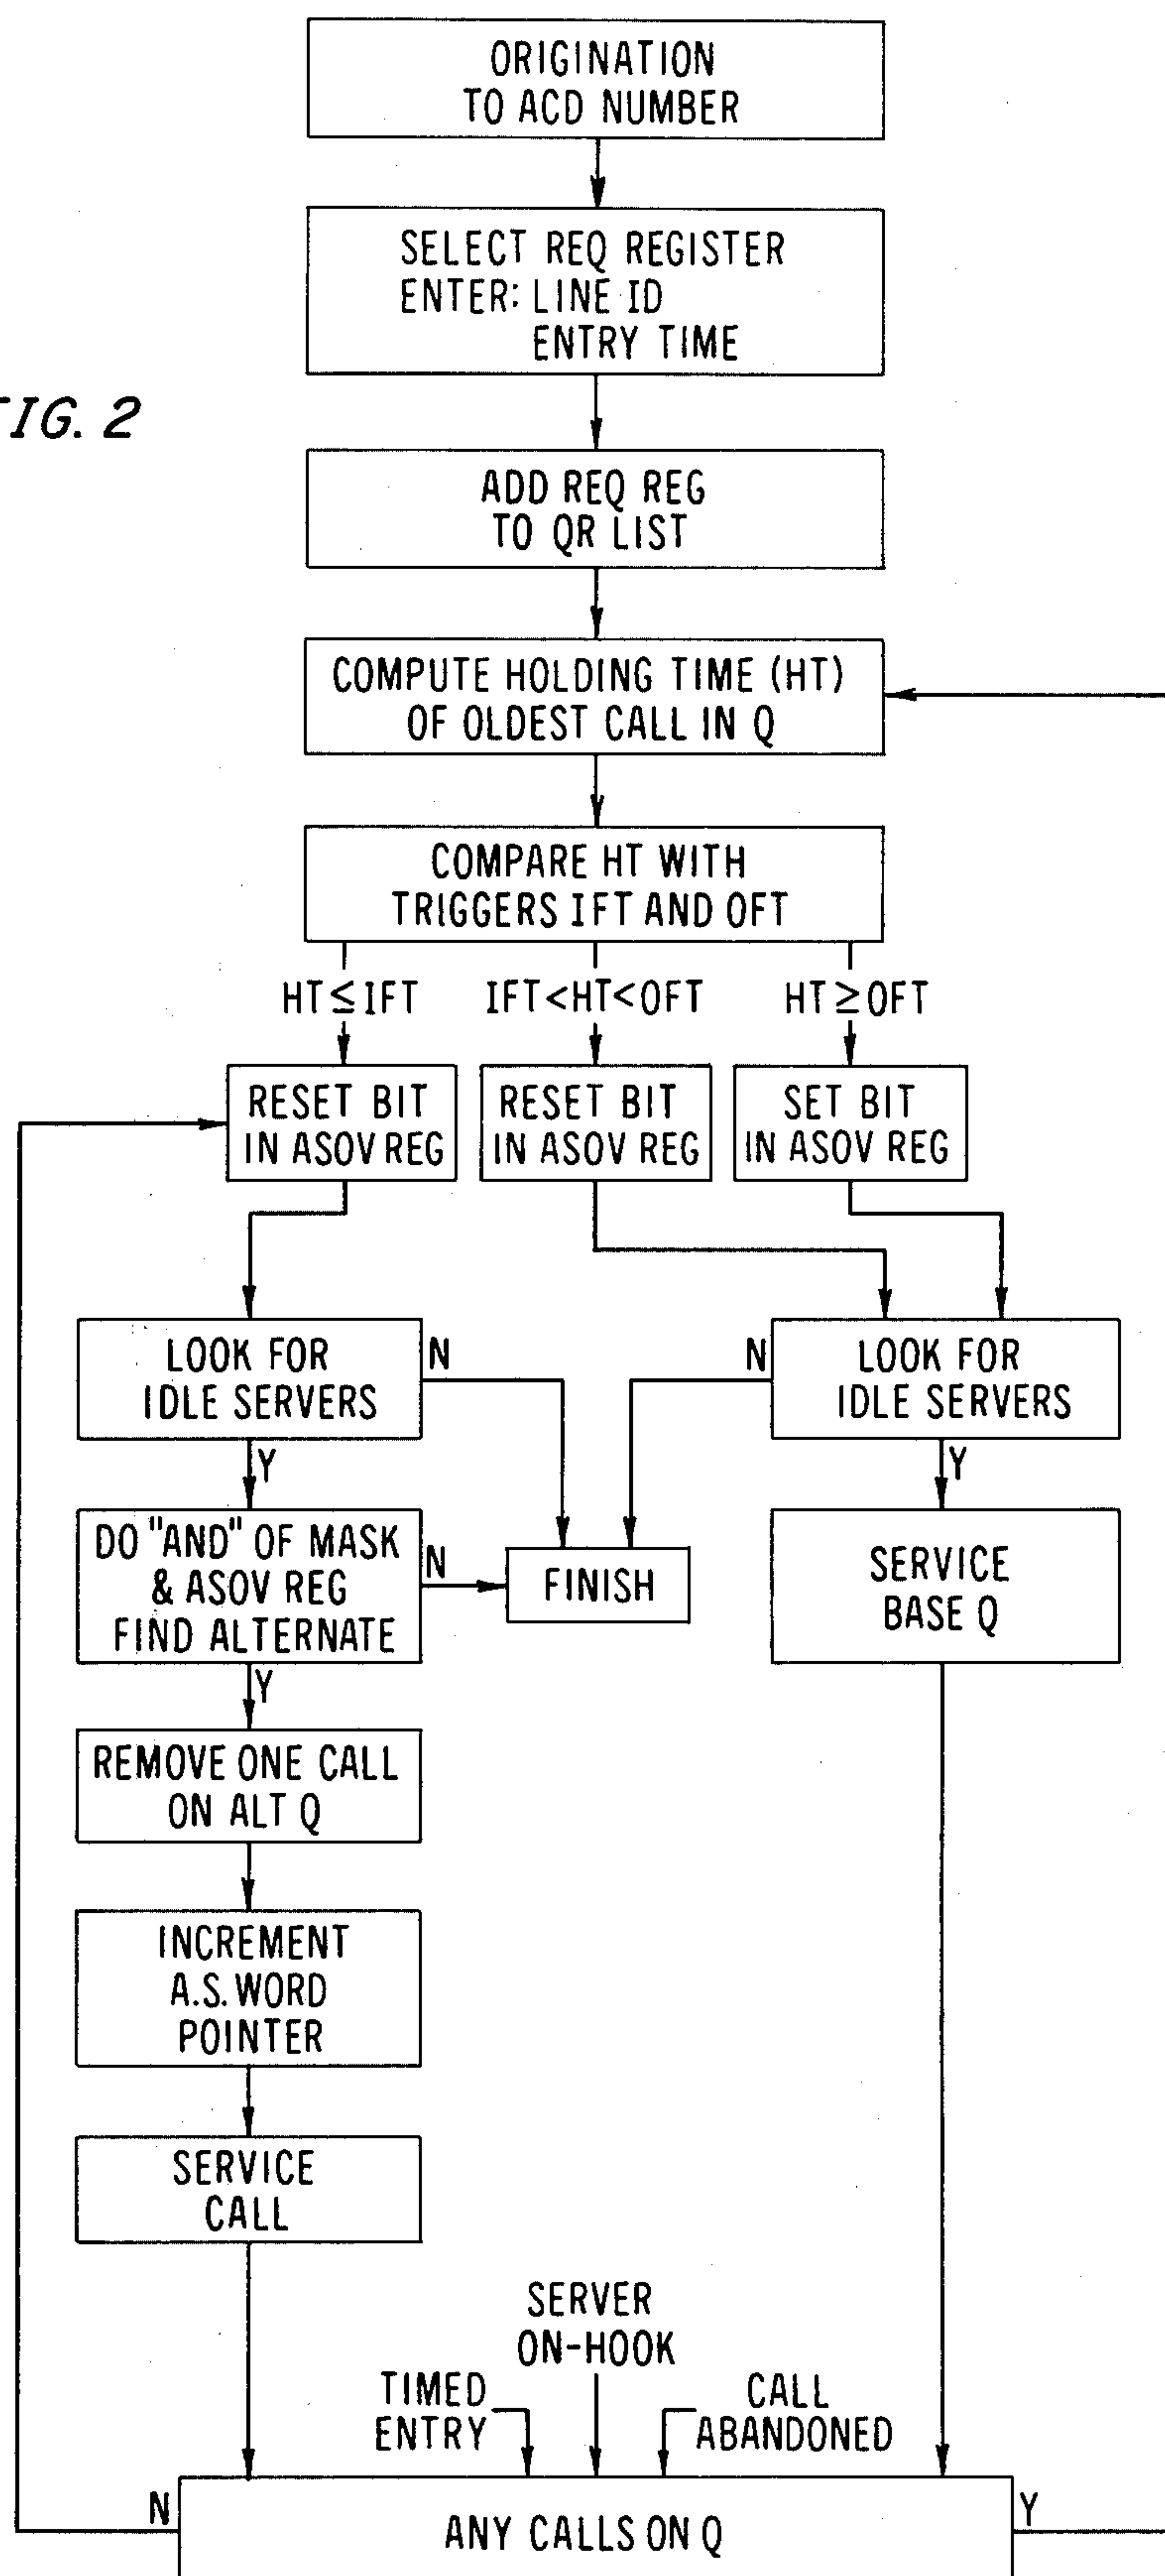 ORIGINATION
TO ACD NUMBER
SELECT REQ REGISTER
ENTER: LINE ID
ENTRY TIME
FIG. 2
ADD REQ REG
TO QR LIST
COMPUTE HOLDING TIME (HT)
OF OLDEST CALL IN Q
COMPARE HT WITH
TRIGGERS IFT AND OFT
HT≤IFT
IFT<HT<OFT
HT≥OFT
RESET BIT
IN ASOV REG
RESET BIT
IN ASOV REG
SET BIT
IN ASOV REG
LOOK FOR
IDLE SERVERS
N
N
LOOK FOR
IDLE SERVERS
Y
Y
DO "AND" OF MASK
& ASOV REG
FIND ALTERNATE
N
FINISH
SERVICE
BASE Q
Y
REMOVE ONE CALL
ON ALT Q
INCREMENT
A.S. WORD
POINTER
SERVICE
CALL
SERVER
ON-HOOK
TIMED
ENTRY
CALL
ABANDONED
N
ANY CALLS ON Q
Y